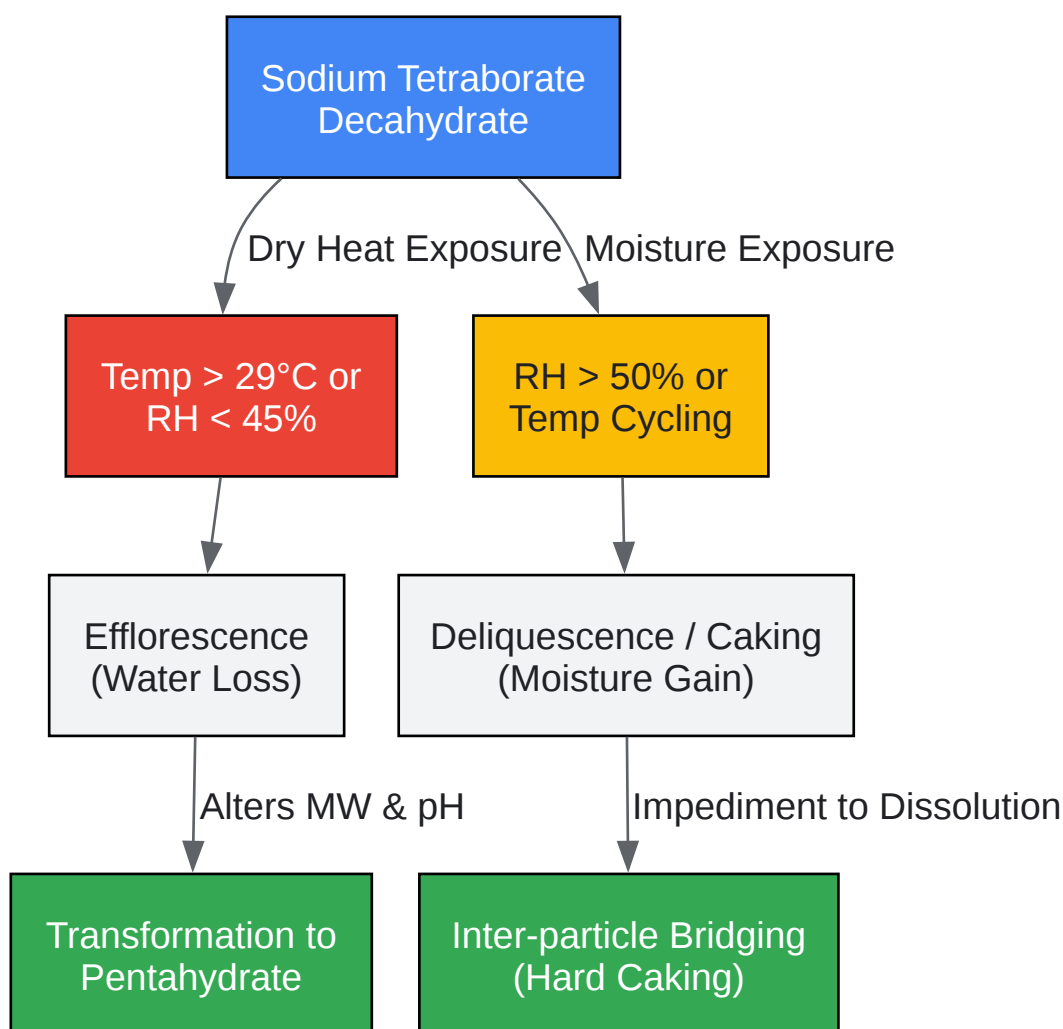 Sodium Tetraborate
Decahydrate
Dry Heat Exposure
Moisture Exposure
Temp > 29°C or
RH < 45%
RH > 50% or
Temp Cycling
Efflorescence
(Water Loss)
Deliquescence / Caking
(Moisture Gain)
Alters MW & pH
Impediment to Dissolution
Transformation to
Pentahydrate
Inter-particle Bridging
(Hard Caking)